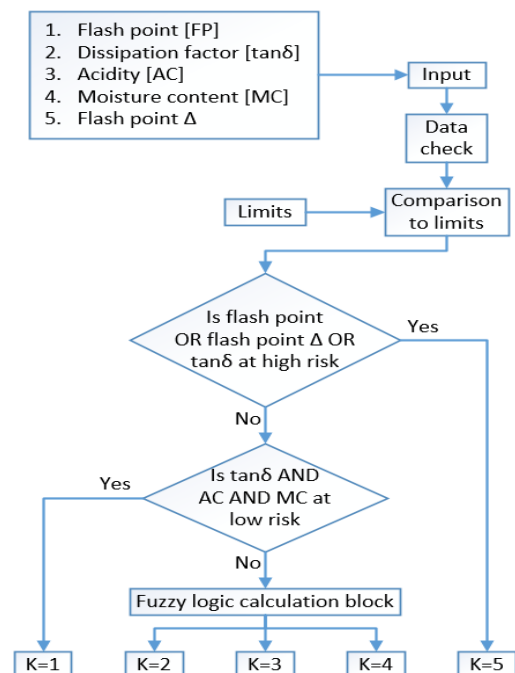 1. Flash point [FP]
2. Dissipation factor [tanδ]
3. Acidity [AC]
4. Moisture content [MC]
5. Flash point Δ
Input
Data
check
Limits
Comparison
to limits
Is flash point
OR flash point Δ OR
tanδ at high risk
Yes
No
Yes
Is tanδ AND
AC AND MC at
low risk
No
Fuzzy logic calculation block
K=1
K=2
K=3
K=4
K=5